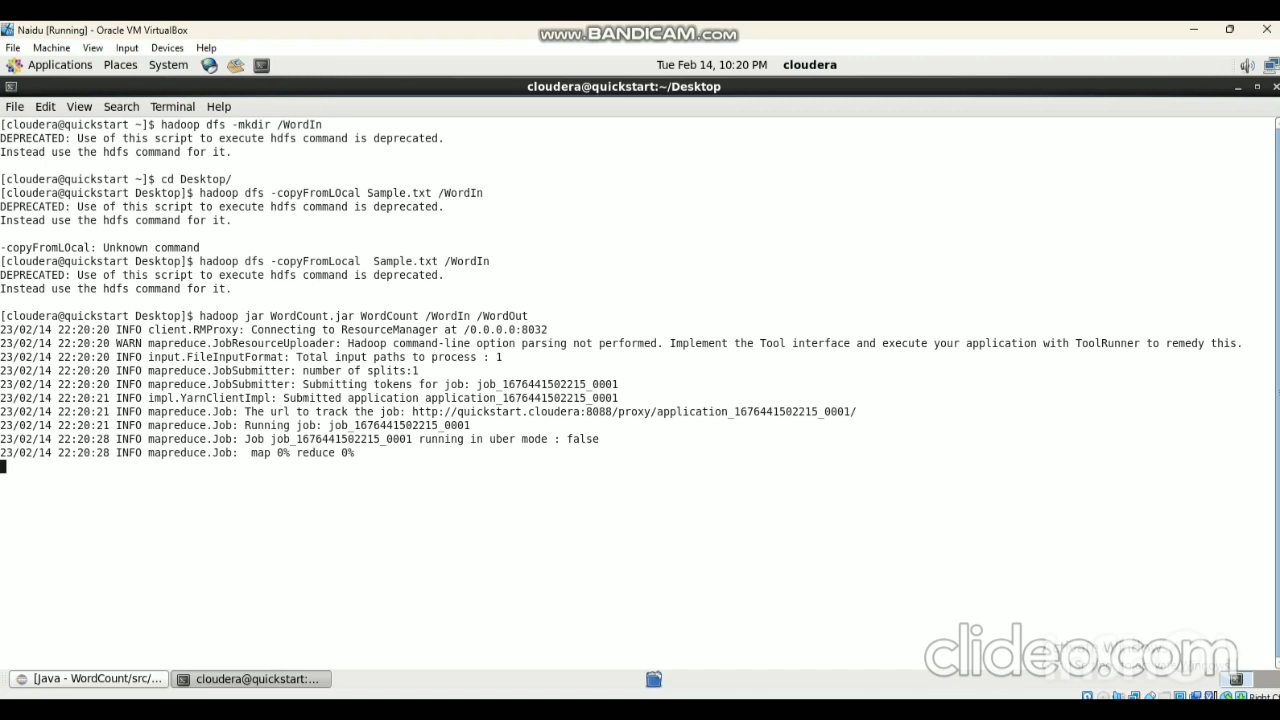 Naidu [Running] - Oracle VM VirtualBox
www.BANDICAM.com
File Machine View Input Devices Help
Applications Places System
Tue Feb 14, 10:20 PM cloudera
cloudera@quickstart:~/Desktop
File Edit View Search Terminal Help
[cloudera@quickstart ~]$ hadoop dfs -mkdir /WordIn
DEPRECATED: Use of this script to execute hdfs command is deprecated.
Instead use the hdfs command for it.
[cloudera@quickstart ~]$ cd Desktop/
[cloudera@quickstart Desktop]$ hadoop dfs -copyFromLOcal Sample.txt /WordIn
DEPRECATED: Use of this script to execute hdfs command is deprecated.
Instead use the hdfs command for it.
-copyFromLOcal: Unknown command
[cloudera@quickstart Desktop]$ hadoop dfs -copyFromLocal  Sample.txt /WordIn
DEPRECATED: Use of this script to execute hdfs command is deprecated.
Instead use the hdfs command for it.
[cloudera@quickstart Desktop]$ hadoop jar WordCount.jar WordCount /WordIn /WordOut
23/02/14 22:20:20 INFO client.RMProxy: Connecting to ResourceManager at /0.0.0.0:8032
23/02/14 22:20:20 WARN mapreduce.JobResourceUploader: Hadoop command-line option parsing not performed. Implement the Tool interface and execute your application with ToolRunner to remedy this.
23/02/14 22:20:20 INFO input.FileInputFormat: Total input paths to process : 1
23/02/14 22:20:20 INFO mapreduce.JobSubmitter: number of splits:1
23/02/14 22:20:20 INFO mapreduce.JobSubmitter: Submitting tokens for job: job_1676441502215_0001
23/02/14 22:20:21 INFO impl.YarnClientImpl: Submitted application application_1676441502215_0001
23/02/14 22:20:21 INFO mapreduce.Job: The url to track the job: http://quickstart.cloudera:8088/proxy/application_1676441502215_0001/
23/02/14 22:20:21 INFO mapreduce.Job: Running job: job_1676441502215_0001
23/02/14 22:20:28 INFO mapreduce.Job: Job job_1676441502215_0001 running in uber mode : false
23/02/14 22:20:28 INFO mapreduce.Job:  map 0% reduce 0%
clideo.com
[Java - WordCount/src/... cloudera@quickstart:...